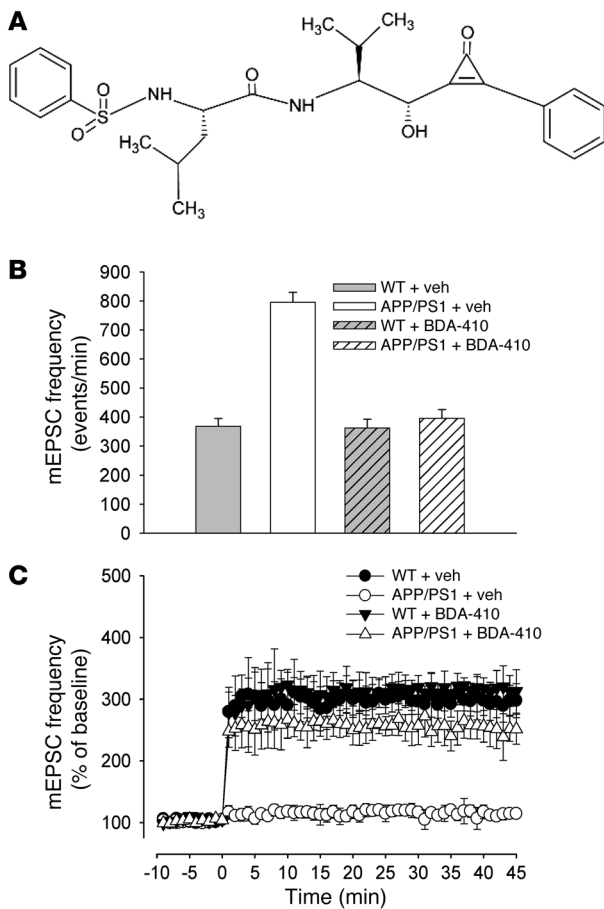 A
H₃C
CH₃
O
O
NH
S
O
O
NH
OH
H₃C
CH₃
B
900
800
700
600
500
400
300
200
100
0
mEPSC frequency
(events/min)
WT + veh
APP/PS1 + veh
WT + BDA-410
APP/PS1 + BDA-410
C
500
400
300
200
100
mEPSC frequency
(% of baseline)
WT + veh
APP/PS1 + veh
WT + BDA-410
APP/PS1 + BDA-410
-10 -5 0 5 10 15 20 25 30 35 40 45
Time (min)